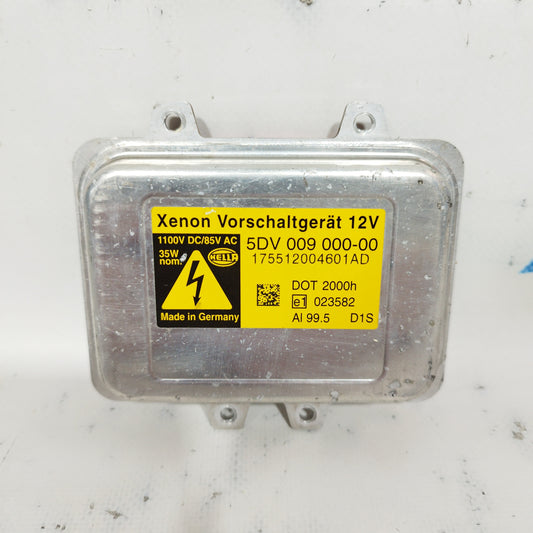 Xenon Vorschaltgerät 12V
1100V DC/85V AC
35W
nom.
HELLA
Made in Germany
5DV 009 000-00
175512004601AD
DOT 2000h
e1 023582
Al 99.5 D1S